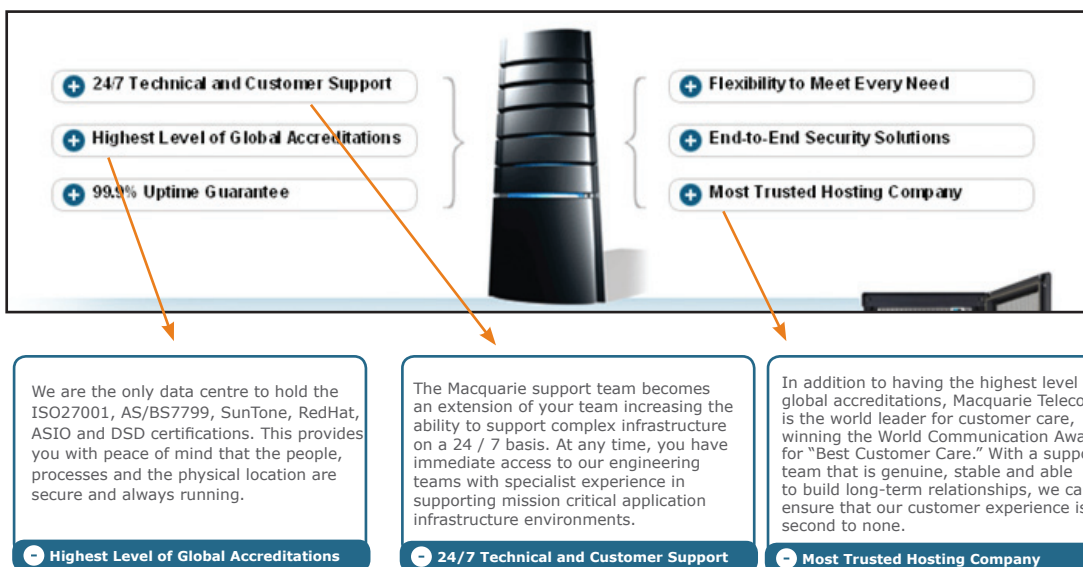 24/7 Technical and Customer Support
Highest Level of Global Accreditations
99.9% Uptime Guarantee
Flexibility to Meet Every Need
End-to-End Security Solutions
Most Trusted Hosting Company
We are the only data centre to hold the
ISO27001, AS/BS7799, SunTone, RedHat,
ASIO and DSD certifications. This provides
you with peace of mind that the people,
processes and the physical location are
secure and always running.
Highest Level of Global Accreditations
The Macquarie support team becomes
an extension of your team increasing the
ability to support complex infrastructure
on a 24 / 7 basis. At any time, you have
immediate access to our engineering
teams with specialist experience in
supporting mission critical application
infrastructure environments.
24/7 Technical and Customer Support
In addition to having the highest level
global accreditations, Macquarie Teleco
is the world leader for customer care,
winning the World Communication Awa
for “Best Customer Care.” With a suppo
team that is genuine, stable and able
to build long-term relationships, we ca
ensure that our customer experience is
second to none.
Most Trusted Hosting Company